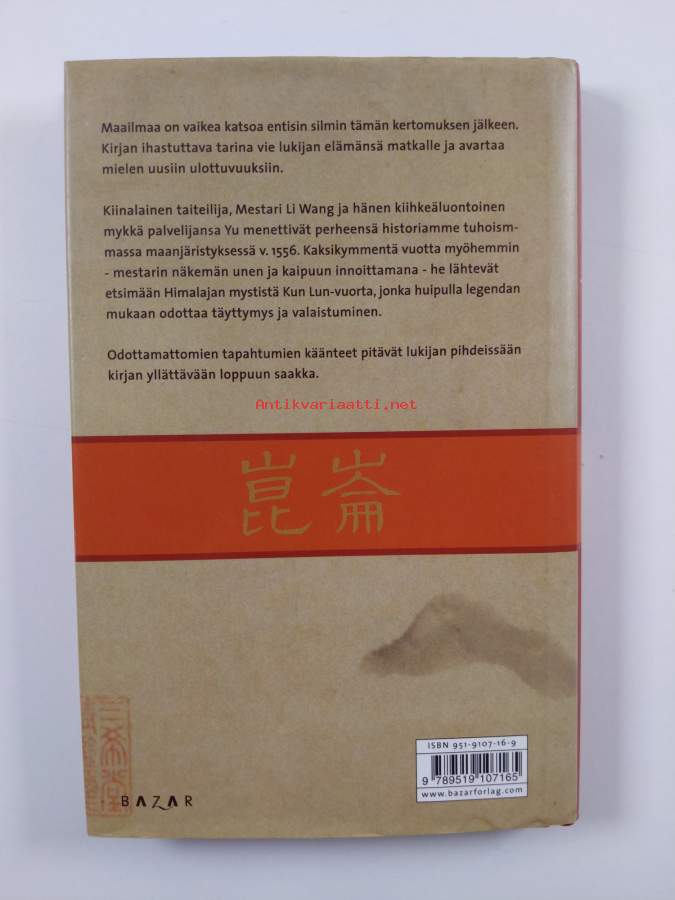 Maailmaa on vaikea katsoa entisin silmin tämän kertomuksen jälkeen.
Kirjan ihastuttava tarina vie lukijan elämänsä matkalle ja avartaa
mielen uusiin ulottuvuuksiin.
Kiinalainen taiteilija, Mestari Li Wang ja hänen kiihkeäluontoinen
mykkä palvelijansa Yu menettivät perheensä historiamme tuhoism-
massa maanjäristyksessä v. 1556. Kaksikymmentä vuotta myöhemmin
- mestarin näkemän unen ja kaipuun innoittamana - he lähtevät
etsimään Himalajan mystistä Kun Lun-vuorta, jonka huipulla legendan
mukaan odottaa täyttymys ja valaistuminen.
Odottamattomien tapahtumien käänteet pitävät lukijan pihdeissään
kirjan yllättävään loppuun saakka.
Antikvariaatti.net
崑崙
ISBN 951-9107-16-9
9 789519 107165
www.bazarforlag.com
BAZAR